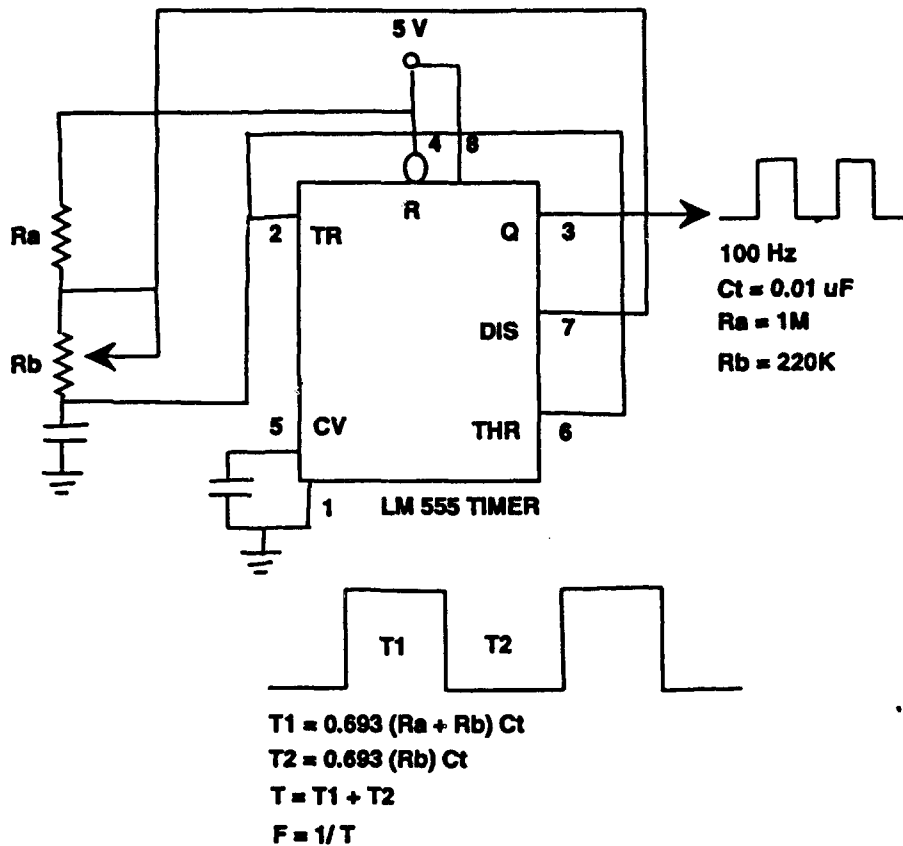 5 V
4 8
R
Ra
2 TR
Q 3
100 Hz
Ct = 0.01 uF
Ra = 1M
Rb = 220K
DIS 7
Rb
5 CV
THR 6
1
LM 555 TIMER
T1 T2
T1 = 0.693 (Ra + Rb) Ct
T2 = 0.693 (Rb) Ct
T = T1 + T2
F = 1/ T